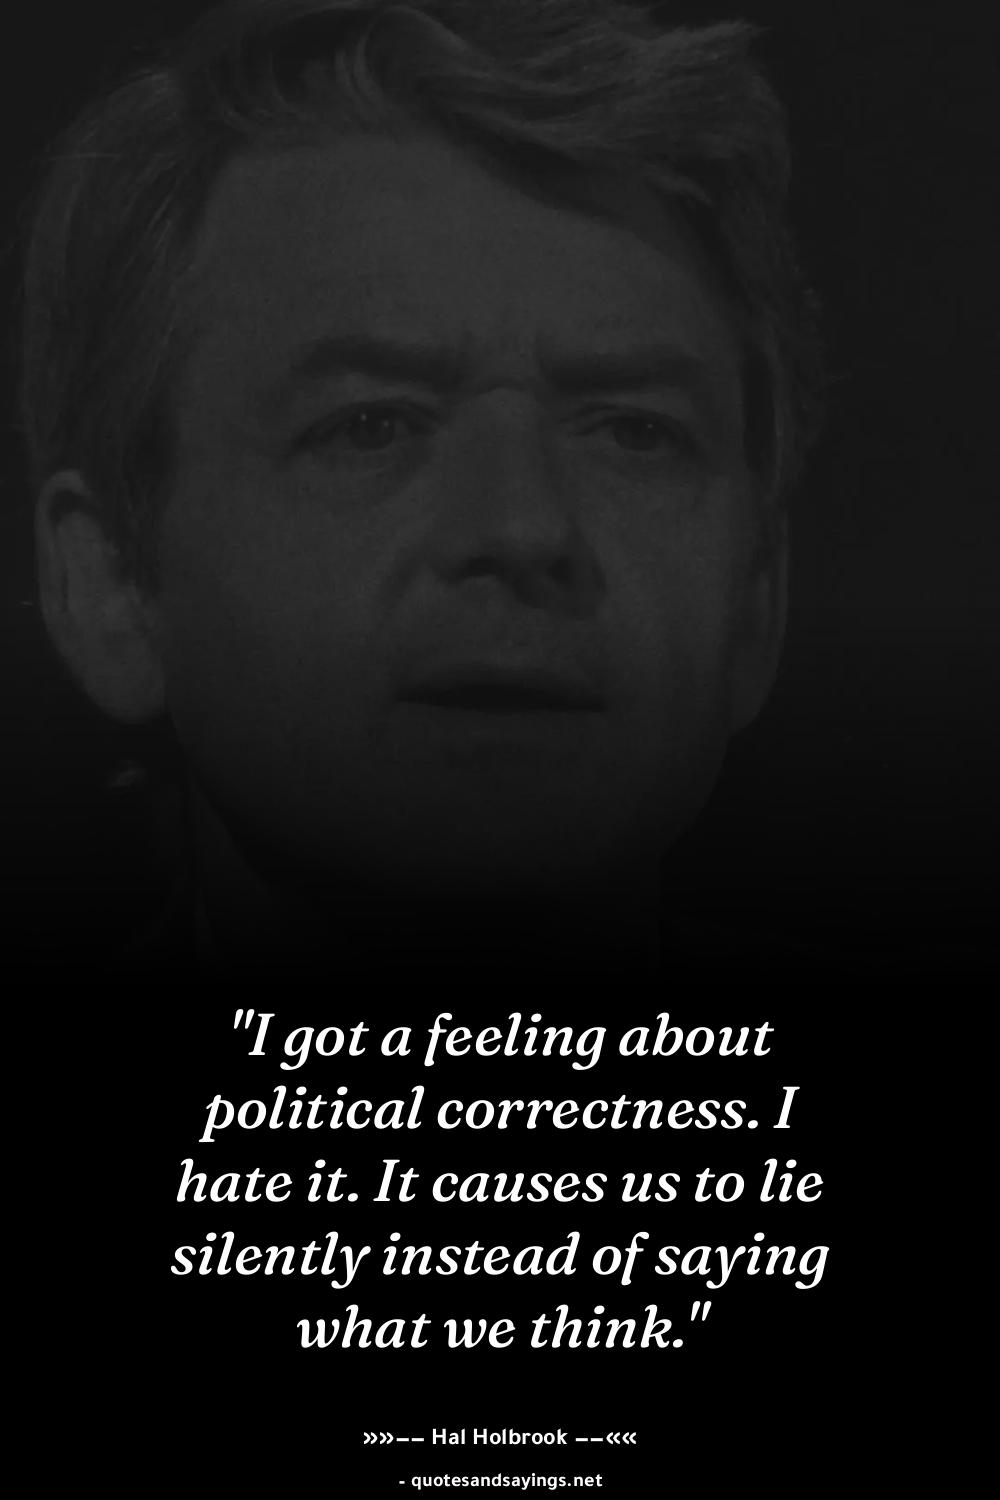 "I got a feeling about
political correctness. I
hate it. It causes us to lie
silently instead of saying
what we think."
»»−− Hal Holbrook −−««
- quotesandsayings.net